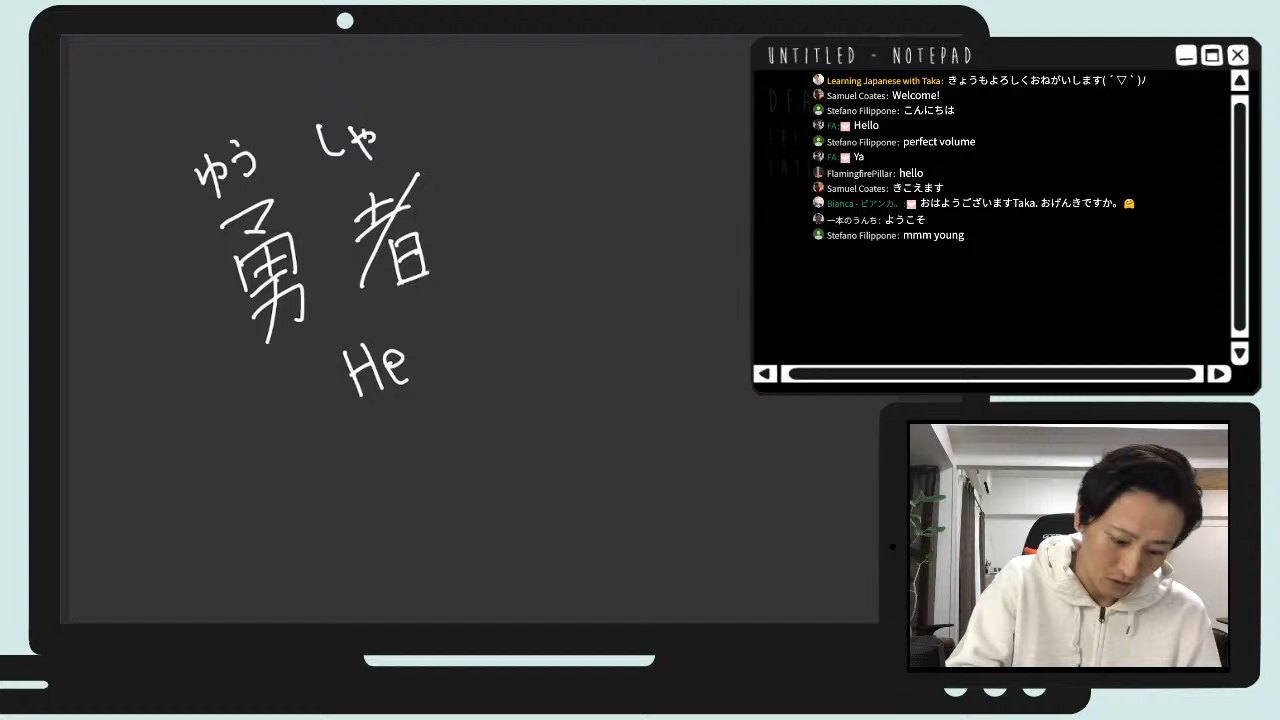 ゆう しゃ
勇者
He
UNTITLED - NOTEPAD
Learning Japanese with Taka: きょうもよろしくおねがいします( ´ ▽ ` )ﾉ
Samuel Coates: Welcome!
Stefano Filippone: こんにちは
FA: Hello
Stefano Filippone: perfect volume
FA: Ya
FlamingfirePillar: hello
Samuel Coates: きこえます
Bianca - ビアンカ。: おはようございますTaka. おげんきですか。🤗
一本のうんち: ようこそ
Stefano Filippone: mmm young